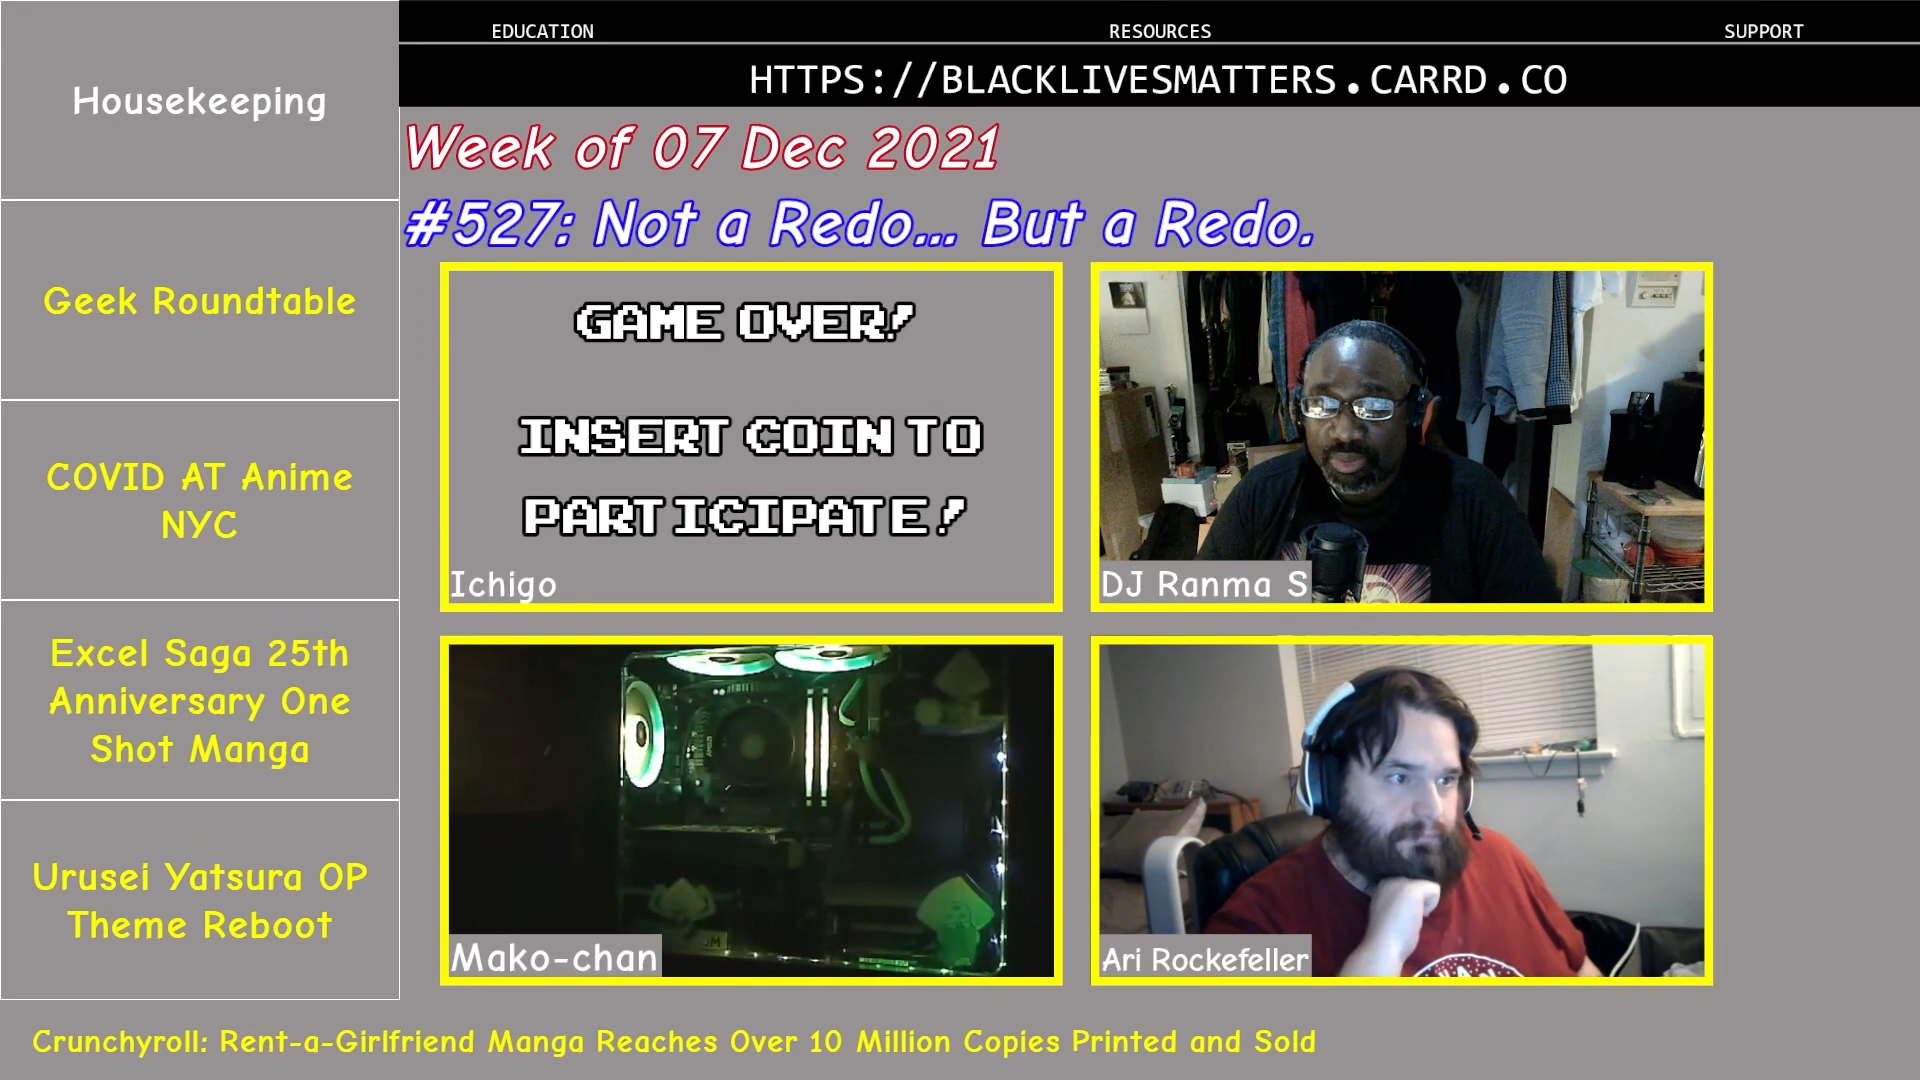 Housekeeping
Geek Roundtable
COVID AT Anime
NYC
Excel Saga 25th
Anniversary One
Shot Manga
Urusei Yatsura OP
Theme Reboot
EDUCATION
RESOURCES
SUPPORT
HTTPS://BLACKLIVESMATTERS.CARRD.CO
Week of 07 Dec 2021
#527: Not a Redo... But a Redo.
GAME OVER!
INSERT COIN TO
PARTICIPATE!
Ichigo
DJ Ranma S
Mako-chan
Ari Rockefeller
Crunchyroll: Rent-a-Girlfriend Manga Reaches Over 10 Million Copies Printed and Sold